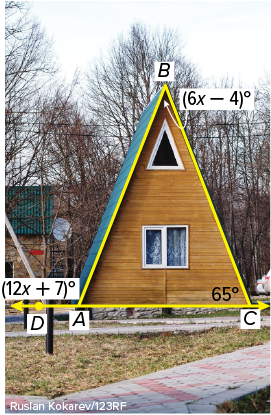 B
(6x – 4)°
(12x + 7)°
65°
D
A
C
Ruslan Kokarev/123RF